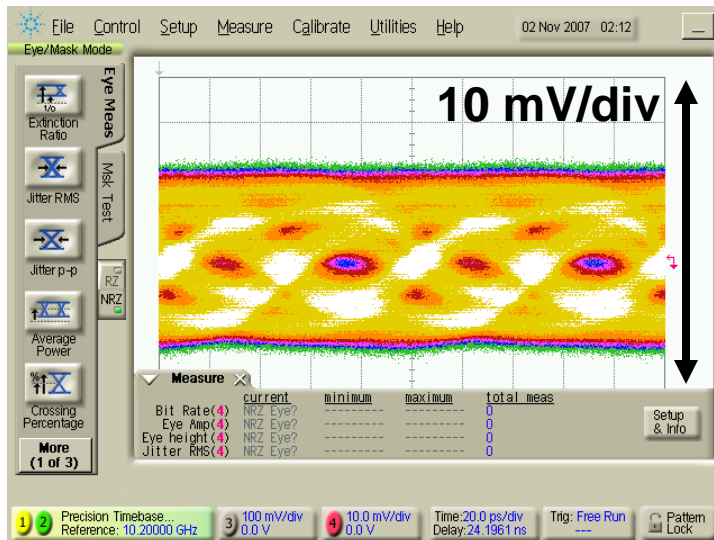 File Control Setup Measure Calibrate Utilities Help 02 Nov 2007 02:12
Eye/Mask Mode
Eye Meas
Msk Test
1/0
Extinction
Ratio
Jitter RMS
Jitter p-p
RZ
NRZ
Average
Power
%
Crossing
Percentage
More
(1 of 3)
10 mV/div
Measure
current minimum maximum total meas
Bit Rate(4) NRZ Eye? --------- --------- 0
Eye Amp(4) NRZ Eye? --------- --------- 0
Eye height(4) NRZ Eye? --------- --------- 0
Jitter RMS(4) NRZ Eye? --------- --------- 0
Setup
& Info
1 2 Precision Timebase...
Reference: 10.20000 GHz
3 100 mV/div
0.0 V
4 10.0 mV/div
0.0 V
Time:20.0 ps/div
Delay:24.1961 ns
Trig: Free Run
---
Pattern
Lock